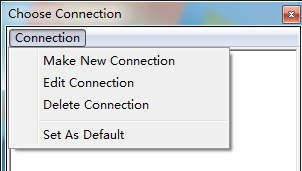 Choose Connection
Connection
Make New Connection
Edit Connection
Delete Connection
Set As Default